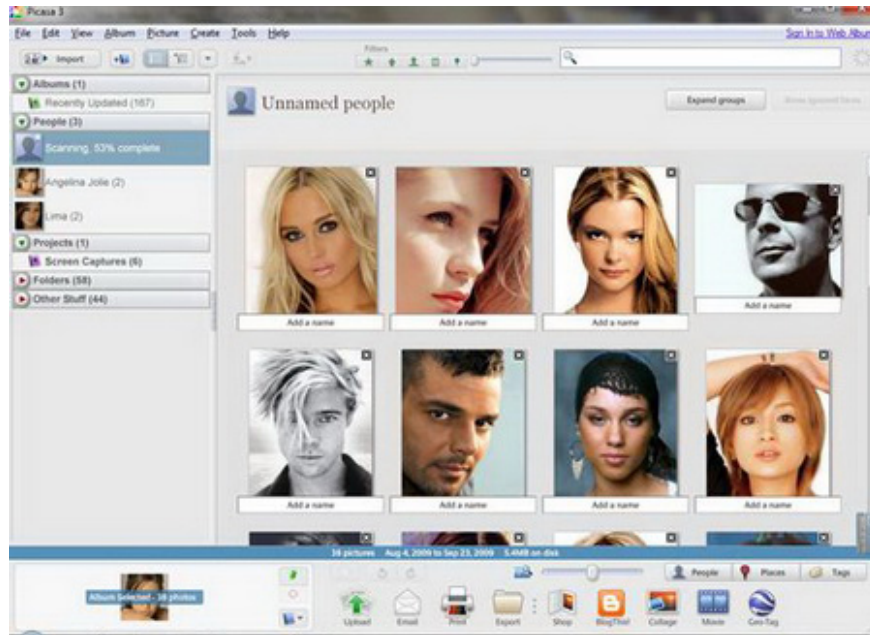 Picasa 3
File Edit View Album Picture Create Tools Help
Sign In to Web Albums
Import
Filters
Albums (1)
Recently Updated (167)
People (3)
Scanning, 53% complete
Angelina Jolie (2)
Lima (2)
Projects (1)
Screen Captures (6)
Folders (58)
Other Stuff (44)
Unnamed people
Expand groups
Add a name Add a name Add a name Add a name
Add a name Add a name Add a name Add a name
38 pictures Aug 4, 2009 to Sep 23, 2009 5.4MB on disk
Album Selected - 38 photos
People Places Tags
Upload Email Print Export Shop BlogThis! Collage Movie Geo-Tag